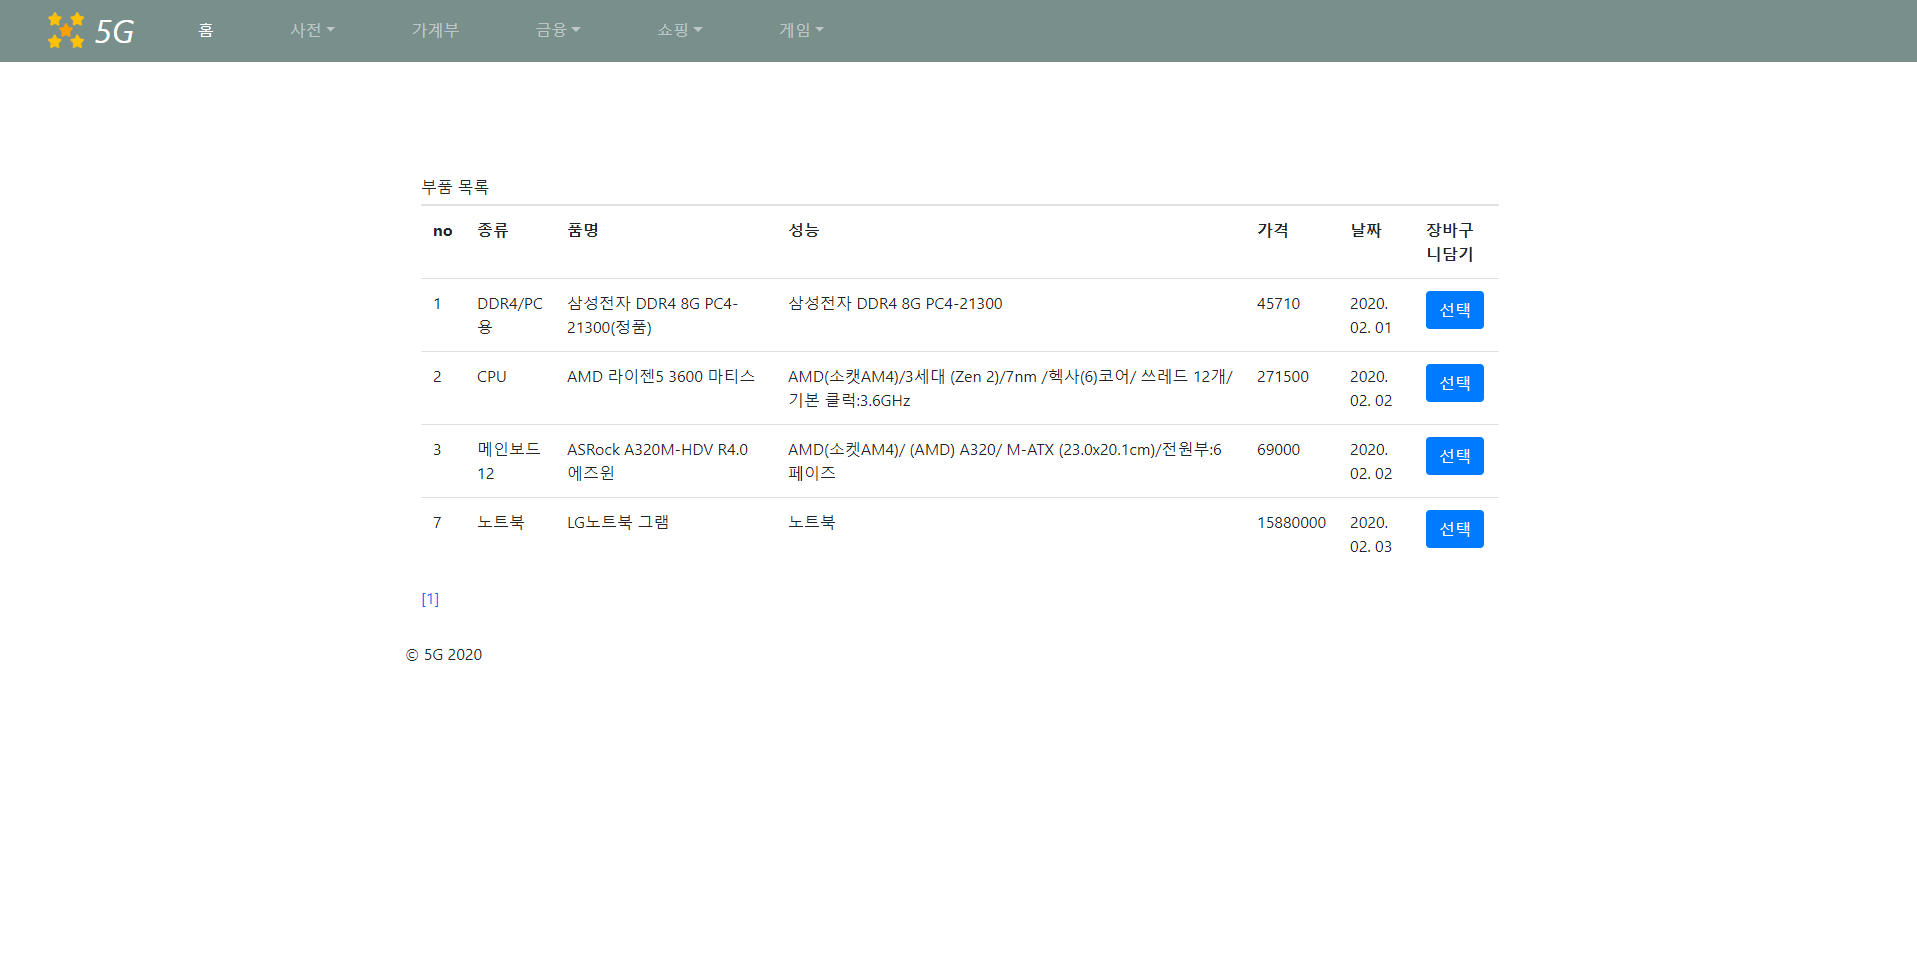 5G 홈 사전 가계부 금융 쇼핑 게임
부품 목록
no 종류 품명 성능 가격 날짜 장바구
니담기
1 DDR4/PC 삼성전자 DDR4 8G PC4- 삼성전자 DDR4 8G PC4-21300 45710 2020. 선택
용 21300(정품) 02. 01
2 CPU AMD 라이젠5 3600 마티스 AMD(소캣AM4)/3세대 (Zen 2)/7nm /헥사(6)코어/ 쓰레드 12개/ 271500 2020. 선택
기본 클럭:3.6GHz 02. 02
3 메인보드 ASRock A320M-HDV R4.0 AMD(소켓AM4)/ (AMD) A320/ M-ATX (23.0x20.1cm)/전원부:6 69000 2020. 선택
12 에즈윈 페이즈 02. 02
7 노트북 LG노트북 그램 노트북 15880000 2020. 선택
02. 03
[1]
© 5G 2020